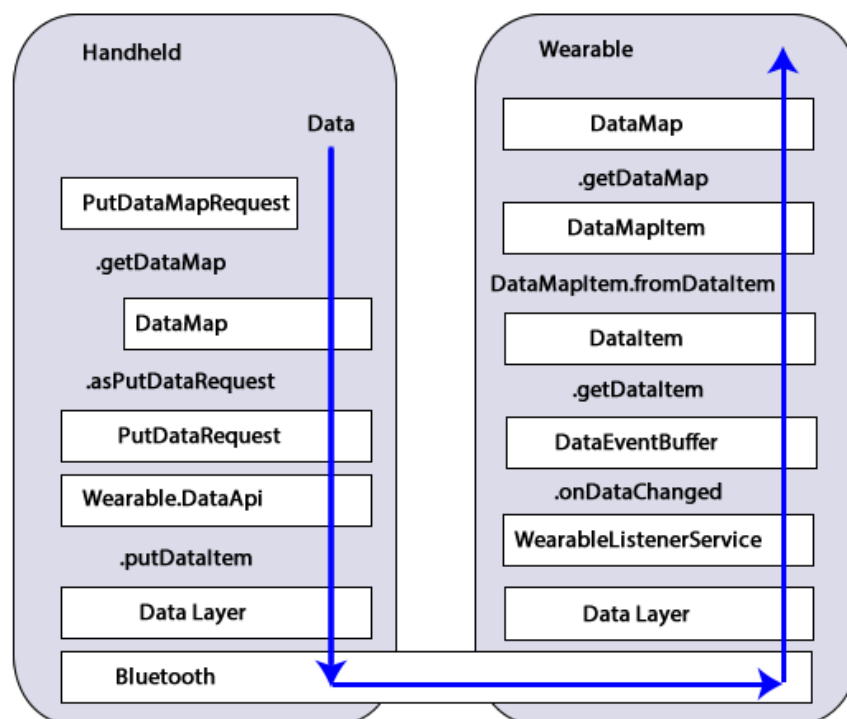 Handheld
Data
PutDataMapRequest
.getDataMap
DataMap
.asPutDataRequest
PutDataRequest
Wearable.DataApi
.putDataItem
Data Layer
Bluetooth
Wearable
DataMap
.getDataMap
DataMapItem
DataMapItem.fromDataItem
DataItem
.getDataItem
DataEventBuffer
.onDataChanged
WearableListenerService
Data Layer